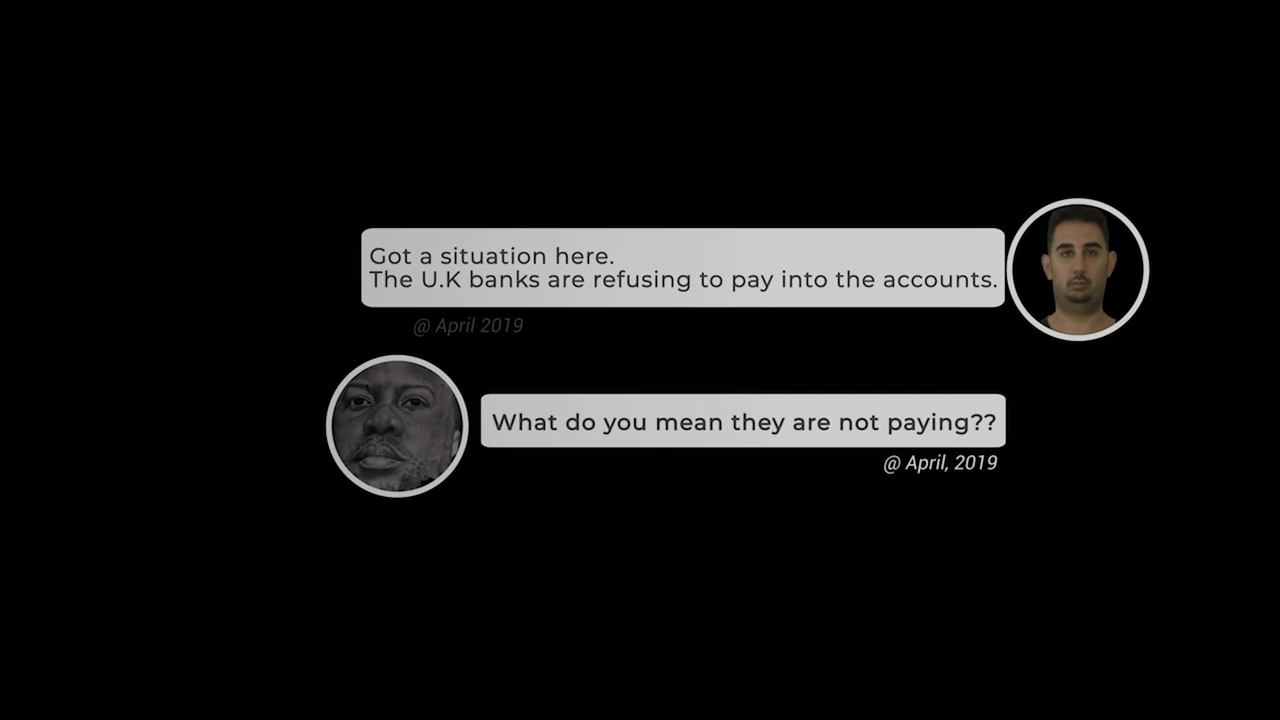 Got a situation here.
The U.K banks are refusing to pay into the accounts.
@ April 2019
What do you mean they are not paying??
@ April, 2019